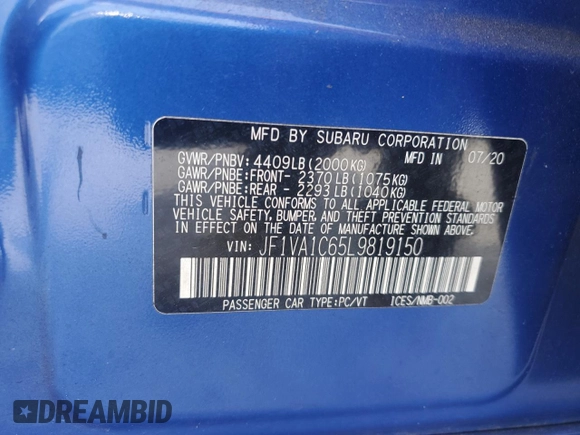 MFD BY SUBARU CORPORATION
GVWR/PNBV: 4409LB (2000KG) MFD IN 07/20
GAWR/PNBE:FRONT- 2370LB(1075KG)
GAWR/PNBE:REAR - 2293LB(1040KG)
THIS VEHICLE CONFORMS TO ALL APPLICABLE FEDERAL MOTOR
VEHICLE SAFETY, BUMPER, AND THEFT PREVENTION STANDARDS
IN EFFECT ON THE DATE OF MANUFACTURE SHOWN ABOVE.
VIN: JF1VA1C65L9819150
PASSENGER CAR TYPE:PC/VT ICES/NMB-002
DREAMBID